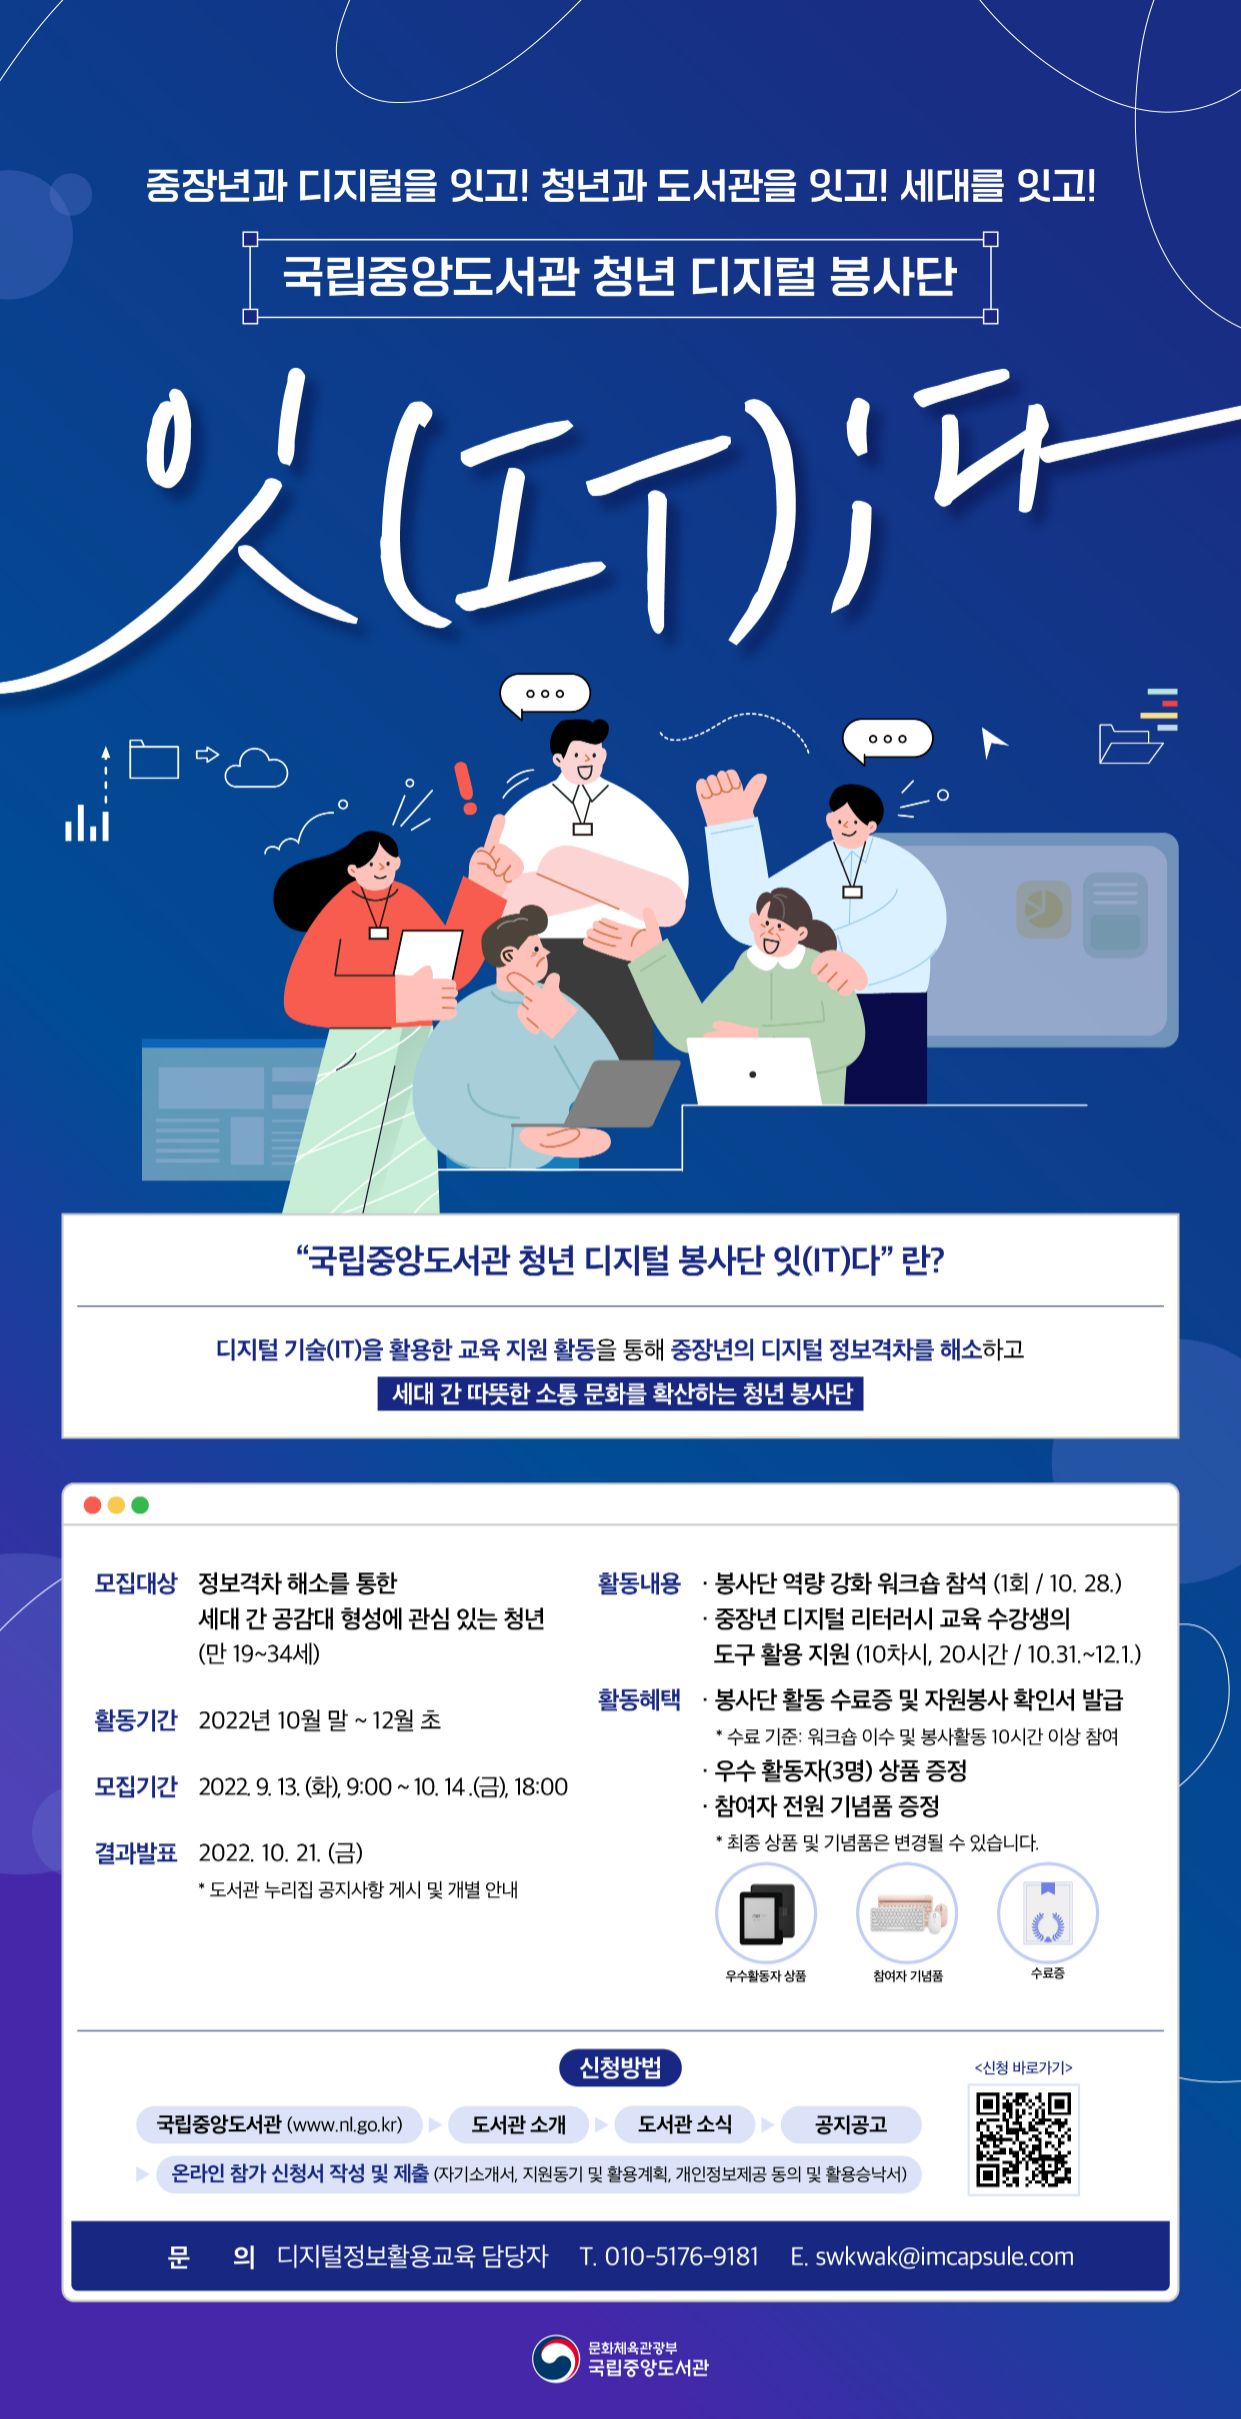 중장년과 디지털을 잇고! 청년과 도서관을 잇고! 세대를 잇고!
국립중앙도서관 청년 디지털 봉사단
잇(IT);다
“국립중앙도서관 청년 디지털 봉사단 잇(IT)다” 란?
디지털 기술(IT)을 활용한 교육 지원 활동을 통해 중장년의 디지털 정보격차를 해소하고
세대 간 따뜻한 소통 문화를 확산하는 청년 봉사단
모집대상 정보격차 해소를 통한
세대 간 공감대 형성에 관심 있는 청년
(만 19~34세)
활동기간 2022년 10월 말 ~ 12월 초
모집기간 2022. 9. 13. (화), 9:00 ~ 10. 14.(금), 18:00
결과발표 2022. 10. 21. (금)
* 도서관 누리집 공지사항 게시 및 개별 안내
활동내용 · 봉사단 역량 강화 워크숍 참석 (1회 / 10. 28.)
· 중장년 디지털 리터러시 교육 수강생의
도구 활용 지원 (10차시, 20시간 / 10.31.~12.1.)
활동혜택 · 봉사단 활동 수료증 및 자원봉사 확인서 발급
* 수료 기준: 워크숍 이수 및 봉사활동 10시간 이상 참여
· 우수 활동자(3명) 상품 증정
· 참여자 전원 기념품 증정
* 최종 상품 및 기념품은 변경될 수 있습니다.
우수활동자 상품 참여자 기념품 수료증
신청방법
<신청 바로가기>
국립중앙도서관 (www.nl.go.kr) 도서관 소개 도서관 소식 공지공고
온라인 참가 신청서 작성 및 제출 (자기소개서, 지원동기 및 활용계획, 개인정보제공 동의 및 활용승낙서)
문 의 디지털정보활용교육 담당자 T. 010-5176-9181 E. swkwak@imcapsule.com
문화체육관광부
국립중앙도서관